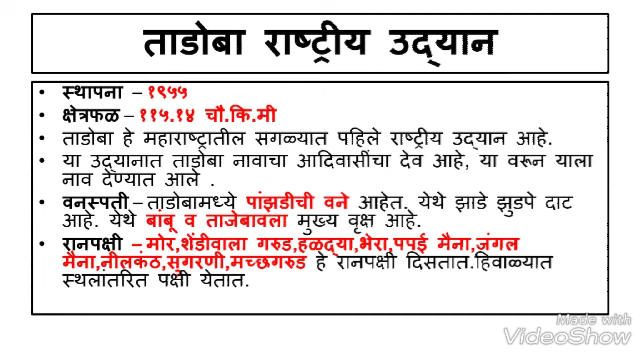 ताडोबा राष्ट्रीय उद्‌यान
• स्थापना – १९५५
• क्षेत्रफळ – ११५.१४ चौ.कि.मी
• ताडोबा हे महाराष्ट्रातील सगळ्यात पहिले राष्ट्रीय उद्‌यान आहे.
• या उद्‌यानात ताडोबा नावाचा आदिवासींचा देव आहे, या वरून याला
नाव देण्यात आले .
• वनस्पती – ताडोबामध्ये पांझडीची वने आहेत. येथे झाडे झुडपे दाट
आहे. येथे बांबू व ताजेबावला मुख्य वृक्ष आहे.
• रानपक्षी – मोर,शेंडीवाला गरुड,हळद्या,भेरा,पपई मैना,जंगल
मैना,नीलकंठ,सुगरणी,मच्छगरुड हे रानपक्षी दिसतात.हिवाळ्यात
स्थलांतरित पक्षी येतात.
Made with
VideoShow